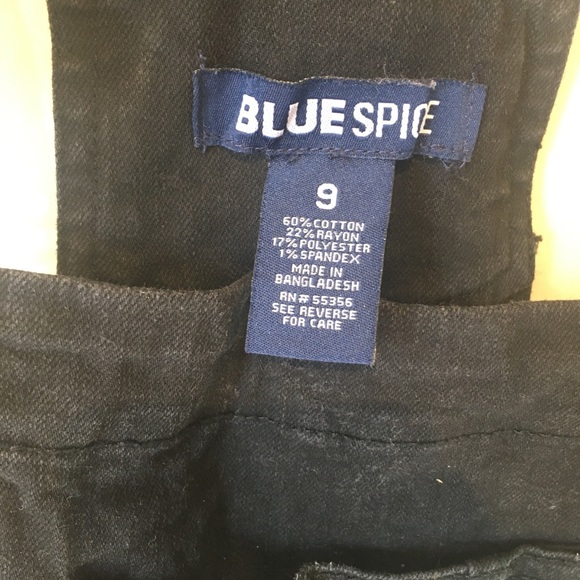 BLUE SPICE
9
60% COTTON
22% RAYON
17% POLYESTER
1% SPANDEX
MADE IN
BANGLADESH
RN# 55356
SEE REVERSE
FOR CARE